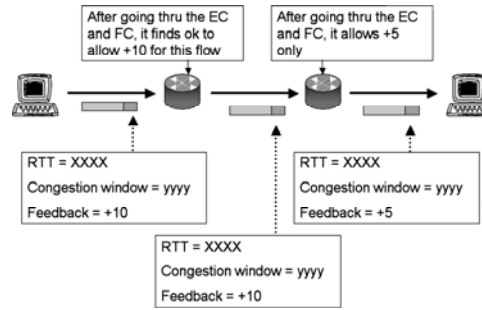 After going thru the EC
and FC, it finds ok to
allow +10 for this flow
After going thru the EC
and FC, it allows +5
only
RTT = XXXX
Congestion window = yyyy
Feedback = +10
RTT = XXXX
Congestion window = yyyy
Feedback = +5
RTT = XXXX
Congestion window = yyyy
Feedback = +10